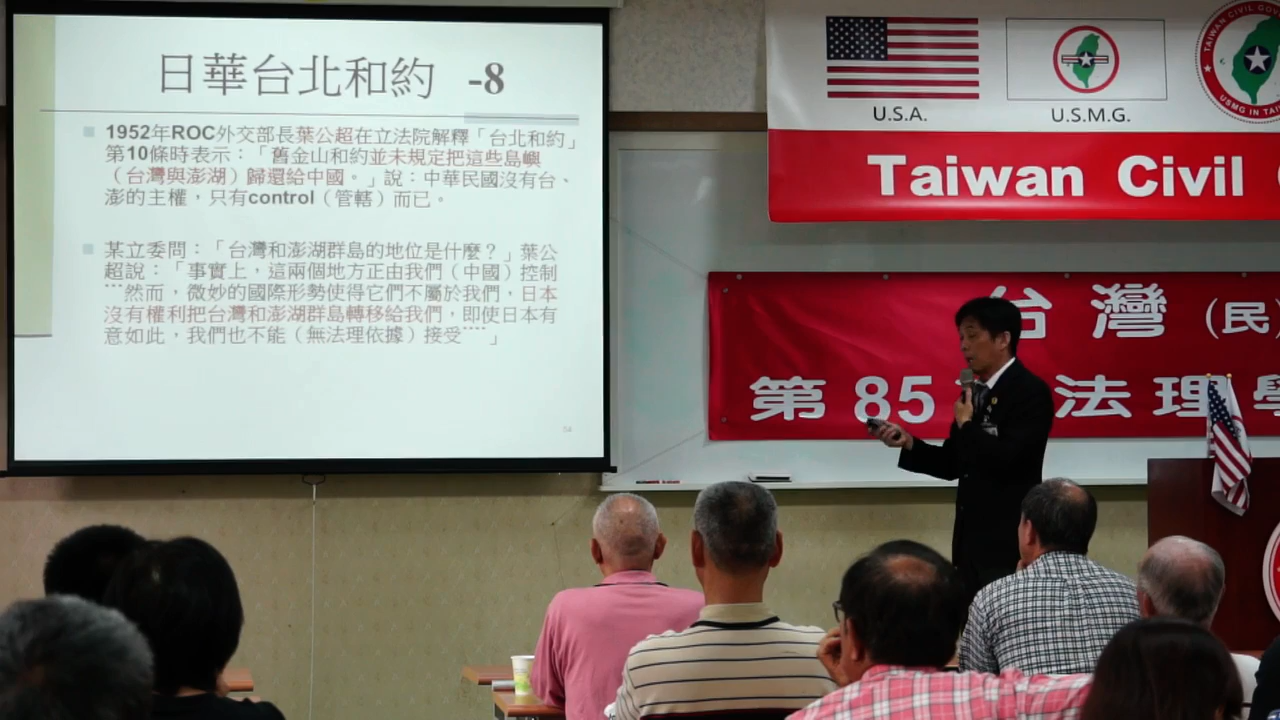 日華台北和約 -8
1952年ROC外交部長葉公超在立法院解釋「台北和約」
第10條時表示：「舊金山和約並未規定把這些島嶼
（台灣與澎湖）歸還給中國。」說：中華民國沒有台、
澎的主權，只有control（管轄）而已。
某立委問：「台灣和澎湖群島的地位是什麼？」葉公
超說：「事實上，這兩個地方正由我們（中國）控制
…然而，微妙的國際形勢使得它們不屬於我們，日本
沒有權利把台灣和澎湖群島轉移給我們，即使日本有
意如此，我們也不能（無法理依據）接受….」
54
U.S.A.
U.S.M.G.
TAIWAN CIVIL GOV
USMG IN TAI
Taiwan Civil
台灣（民
第85 法理學